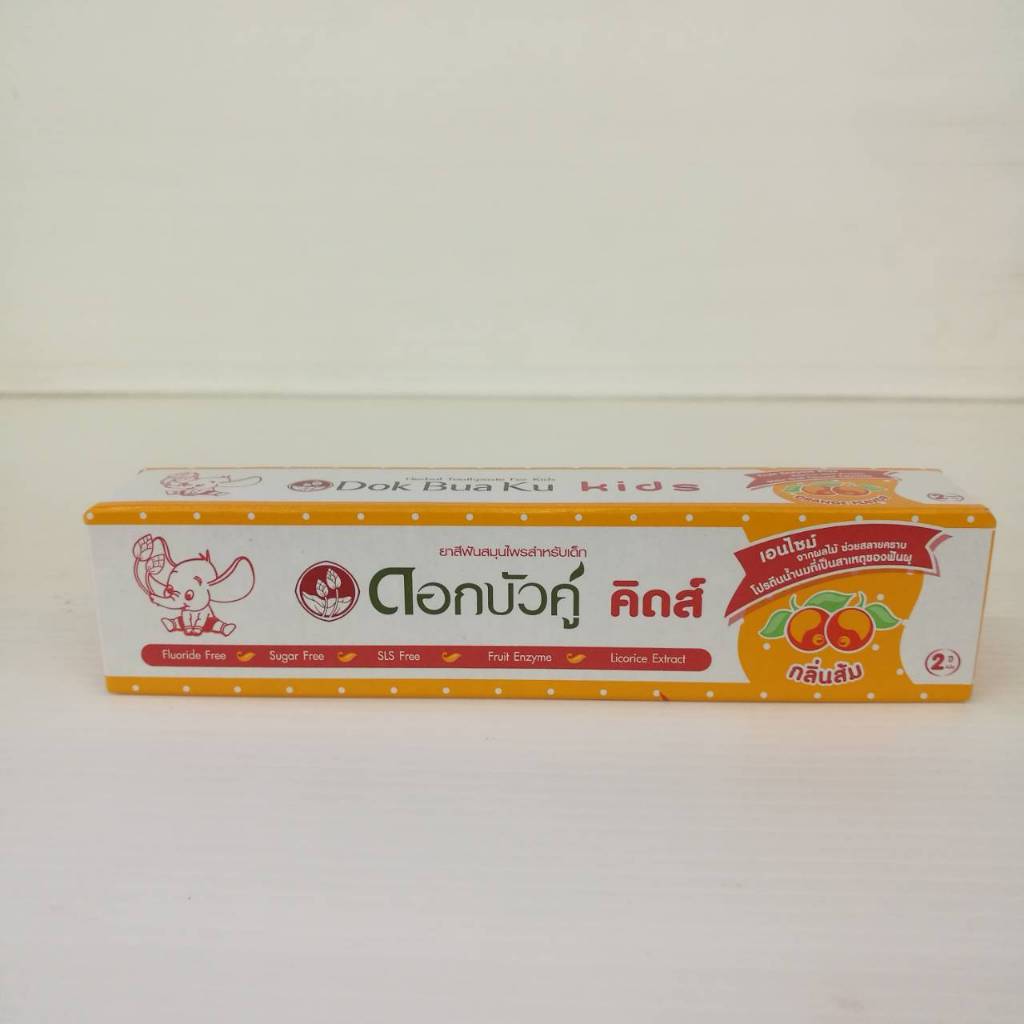 Herbal Toothpaste For Kids
Dok Bua Ku kids
ยาสีฟันสมุนไพรสำหรับเด็ก
ดอกบัวคู่ คิดส์
เอนไซม์
จากผลไม้ ช่วยสลายคราบ
โปรตีนน้ำนมที่เป็นสาเหตุของฟันผุ
กลิ่นส้ม
2 ปี
Fluoride Free Sugar Free SLS Free Fruit Enzyme Licorice Extract